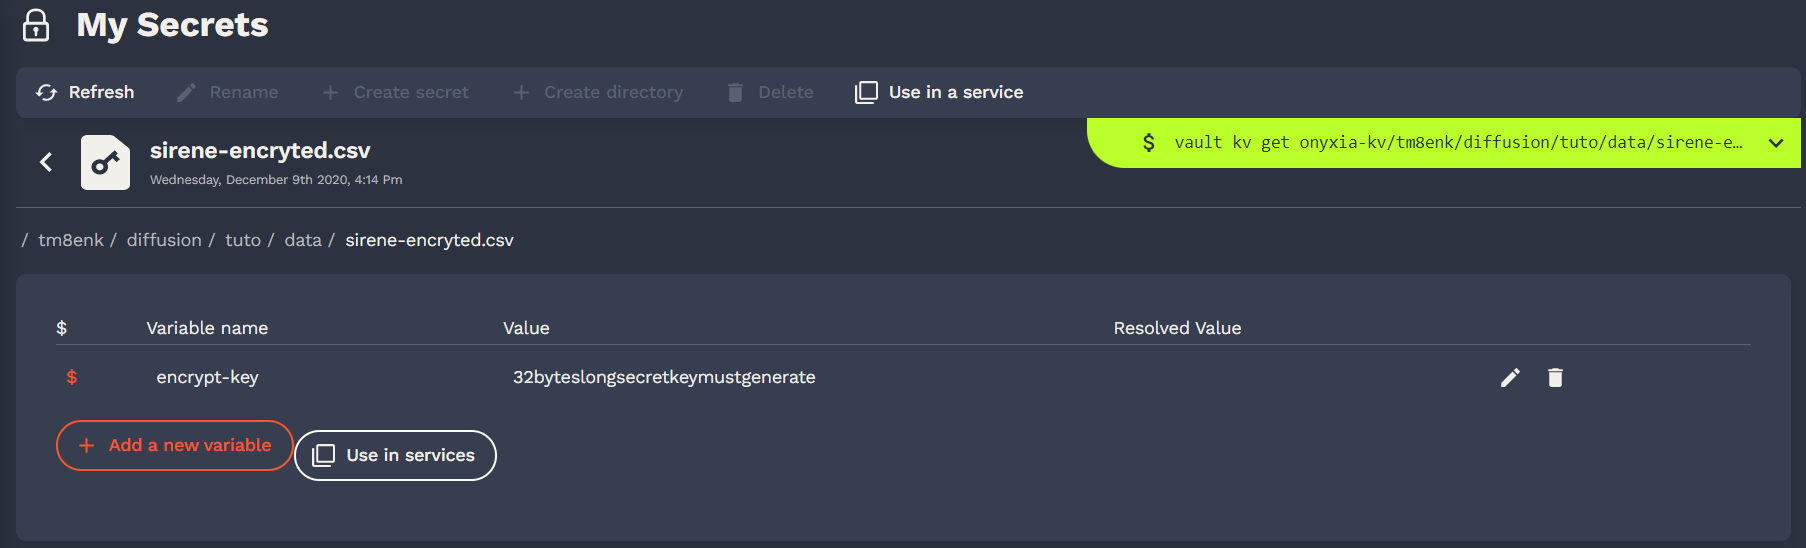 My Secrets
Refresh Rename + Create secret + Create directory Delete Use in a service
$ vault kv get onyxia-kv/tm8enk/diffusion/tuto/data/sirene-e…
sirene-encryted.csv
Wednesday, December 9th 2020, 4:14 Pm
/ tm8enk / diffusion / tuto / data / sirene-encryted.csv
$ Variable name Value Resolved Value
$ encrypt-key 32byteslongsecretkeymustgenerate
+ Add a new variable Use in services